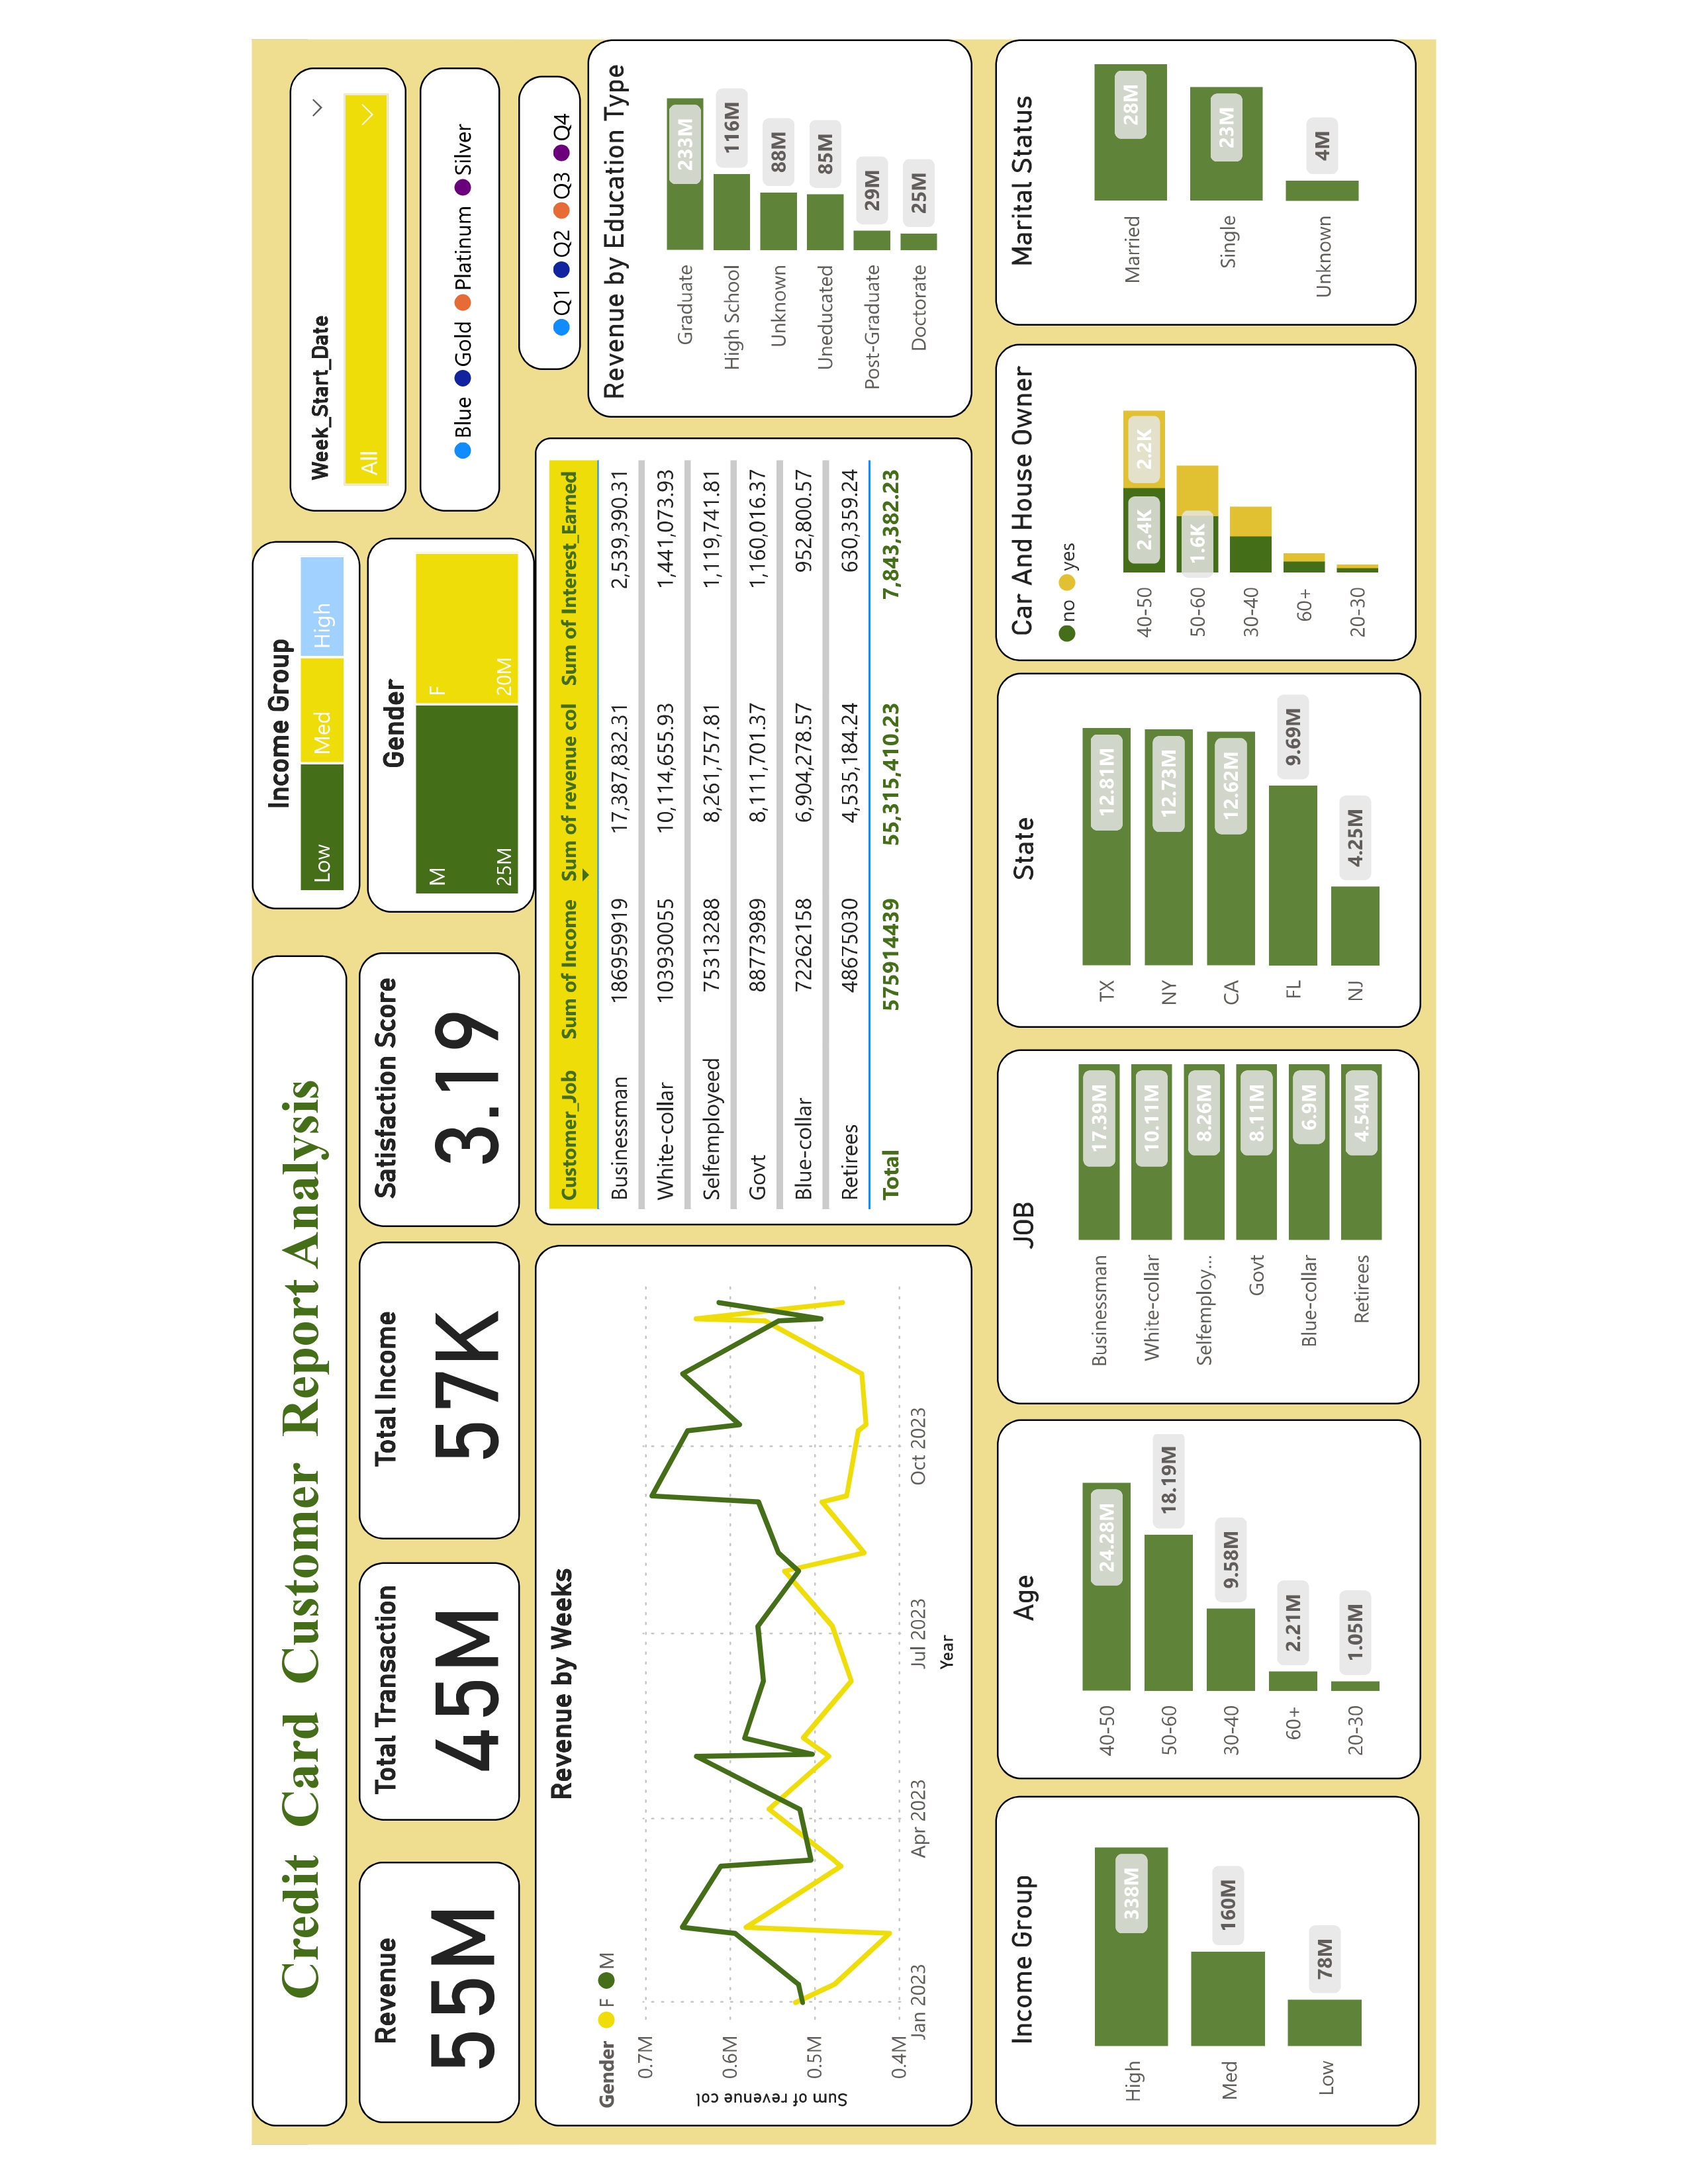 Credit Card Customer Report Analysis
Income Group
Low Med High
Week_Start_Date
All
Revenue
55M
Total Transaction
45M
Total Income
57K
Satisfaction Score
3.19
Gender
M F
25M 20M
Blue Gold Platinum Silver
Q1 Q2 Q3 Q4
Revenue by Weeks
Gender F M
Sum of revenue col
0.7M
0.6M
0.5M
0.4M
Jan 2023 Apr 2023 Jul 2023 Oct 2023
Year
Customer_Job Sum of Income Sum of revenue col Sum of Interest_Earned
Businessman 186959919 17,387,832.31 2,539,390.31
White-collar 103930055 10,114,655.93 1,441,073.93
Selfemployeed 75313288 8,261,757.81 1,119,741.81
Govt 88773989 8,111,701.37 1,160,016.37
Blue-collar 72262158 6,904,278.57 952,800.57
Retirees 48675030 4,535,184.24 630,359.24
Total 575914439 55,315,410.23 7,843,382.23
Revenue by Education Type
Graduate 233M
High School 116M
Unknown 88M
Uneducated 85M
Post-Graduate 29M
Doctorate 25M
Income Group
High 338M
Med 160M
Low 78M
Age
40-50 24.28M
50-60 18.19M
30-40 9.58M
60+ 2.21M
20-30 1.05M
JOB
Businessman 17.39M
White-collar 10.11M
Selfemploy... 8.26M
Govt 8.11M
Blue-collar 6.9M
Retirees 4.54M
State
TX 12.81M
NY 12.73M
CA 12.62M
FL 9.69M
NJ 4.25M
Car And House Owner
no yes
40-50 2.4K 2.2K
50-60 1.6K
30-40
60+
20-30
Marital Status
Married 28M
Single 23M
Unknown 4M